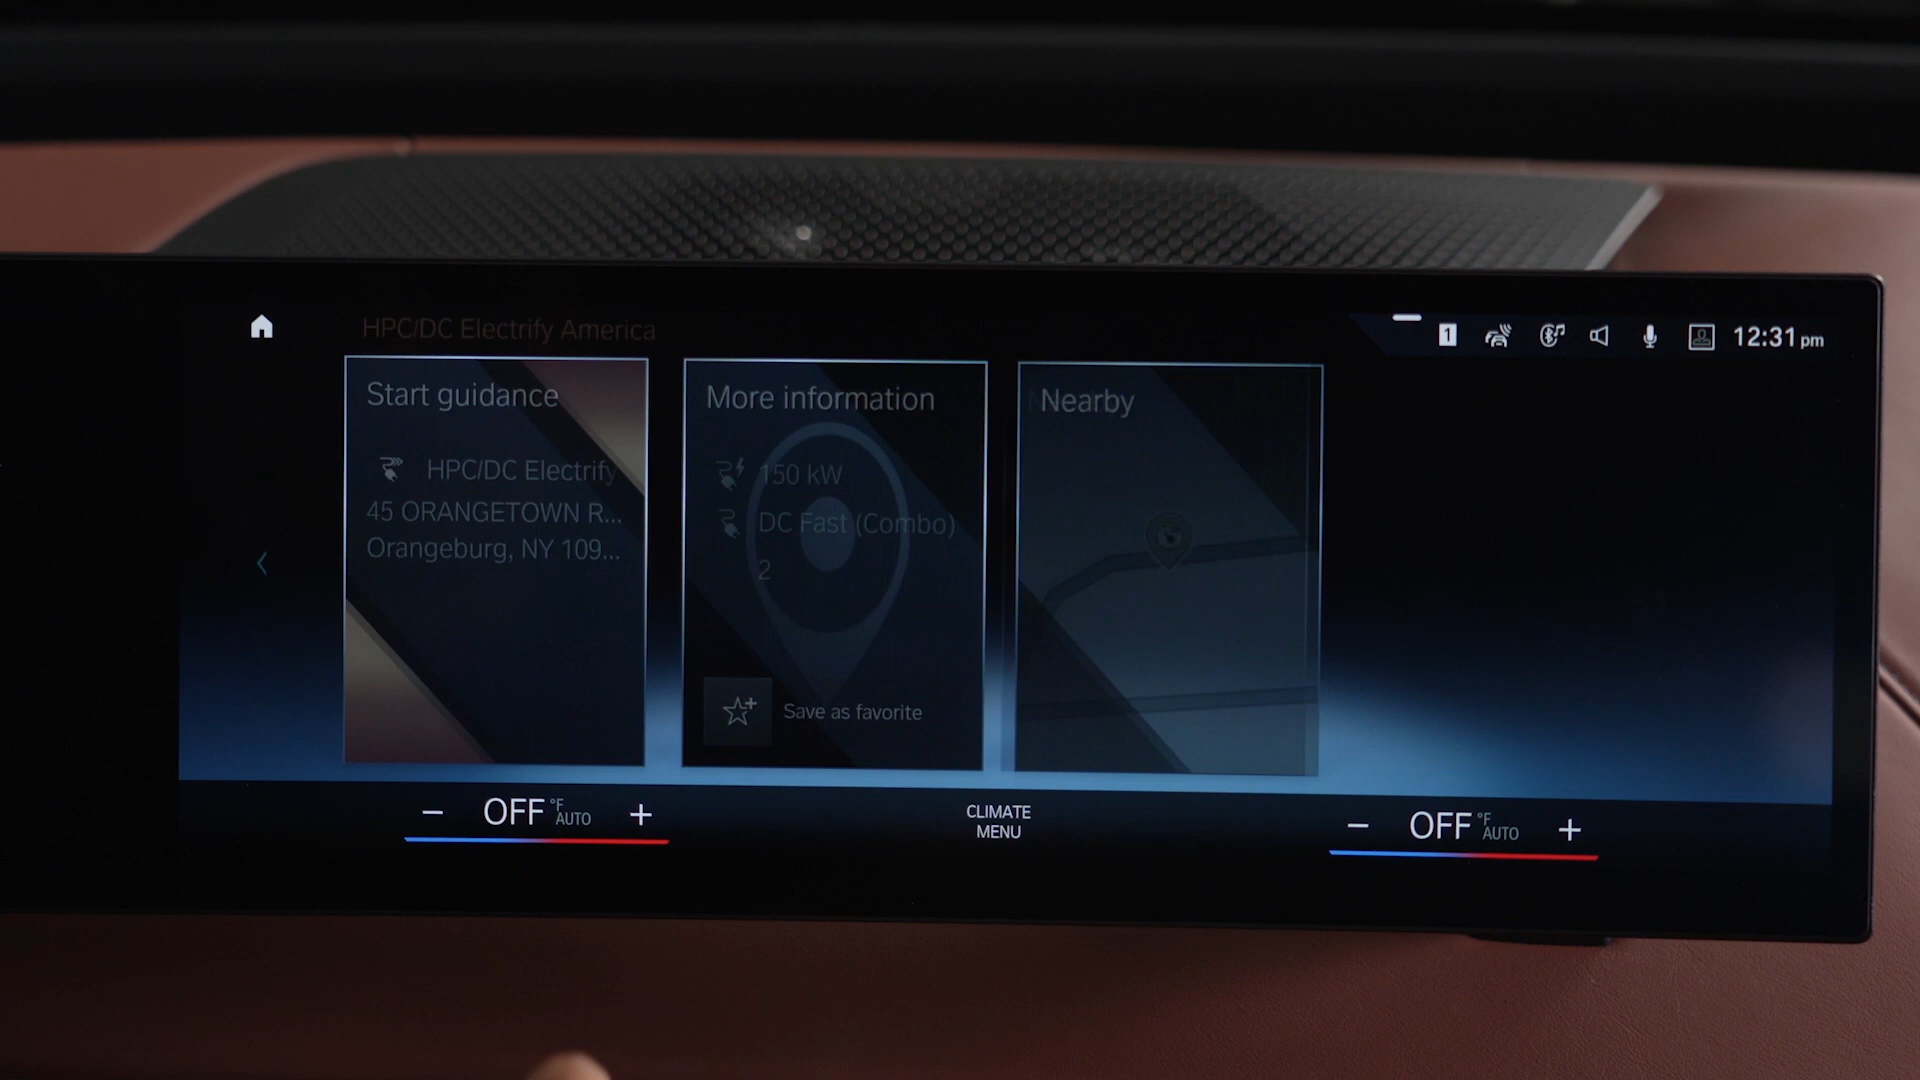 HPC/DC Electrify America
1
12:31 pm
Start guidance
HPC/DC Electrify
45 ORANGETOWN R...
Orangeburg, NY 109...
More information
150 kW
DC Fast (Combo)
2
Save as favorite
Nearby
− OFF °F AUTO +
CLIMATE
MENU
− OFF °F AUTO +